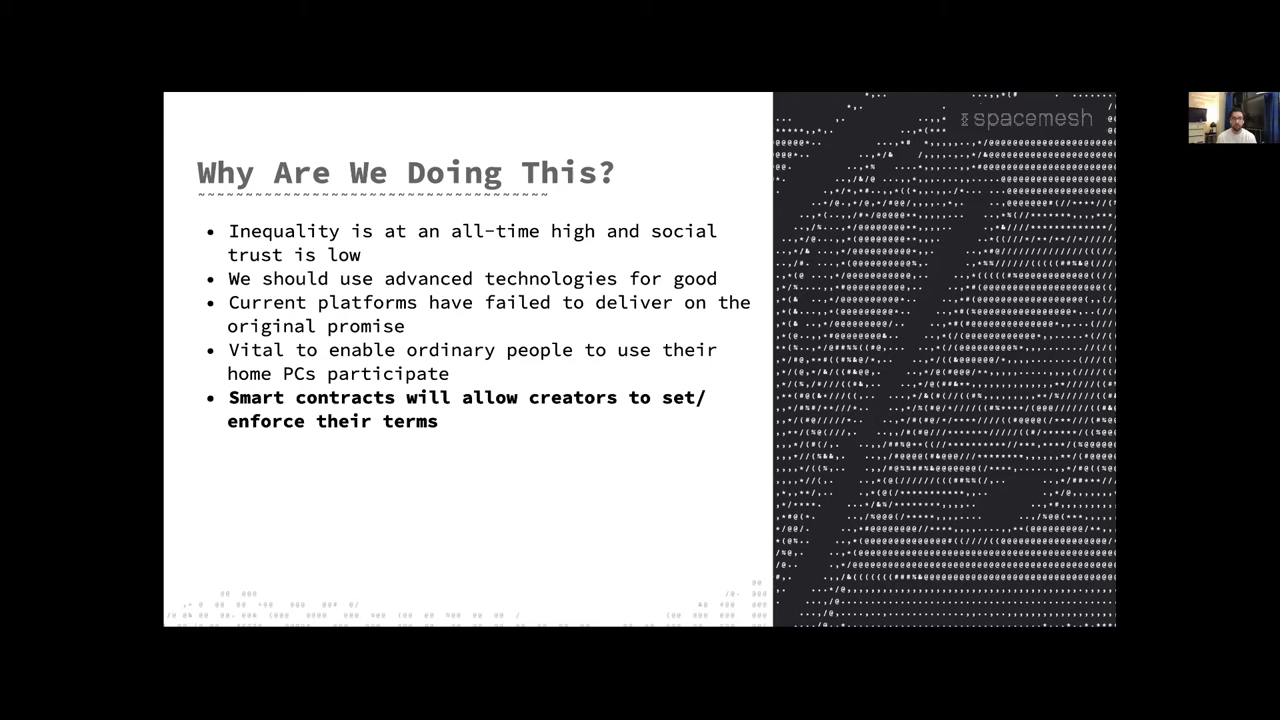 spacemesh
Why Are We Doing This?
~~~~~~~~~~~~~~~~~~~~~~~~~~~~~~~~~~~
• Inequality is at an all-time high and social
trust is low
• We should use advanced technologies for good
• Current platforms have failed to deliver on the
original promise
• Vital to enable ordinary people to use their
home PCs participate
• Smart contracts will allow creators to set/
enforce their terms